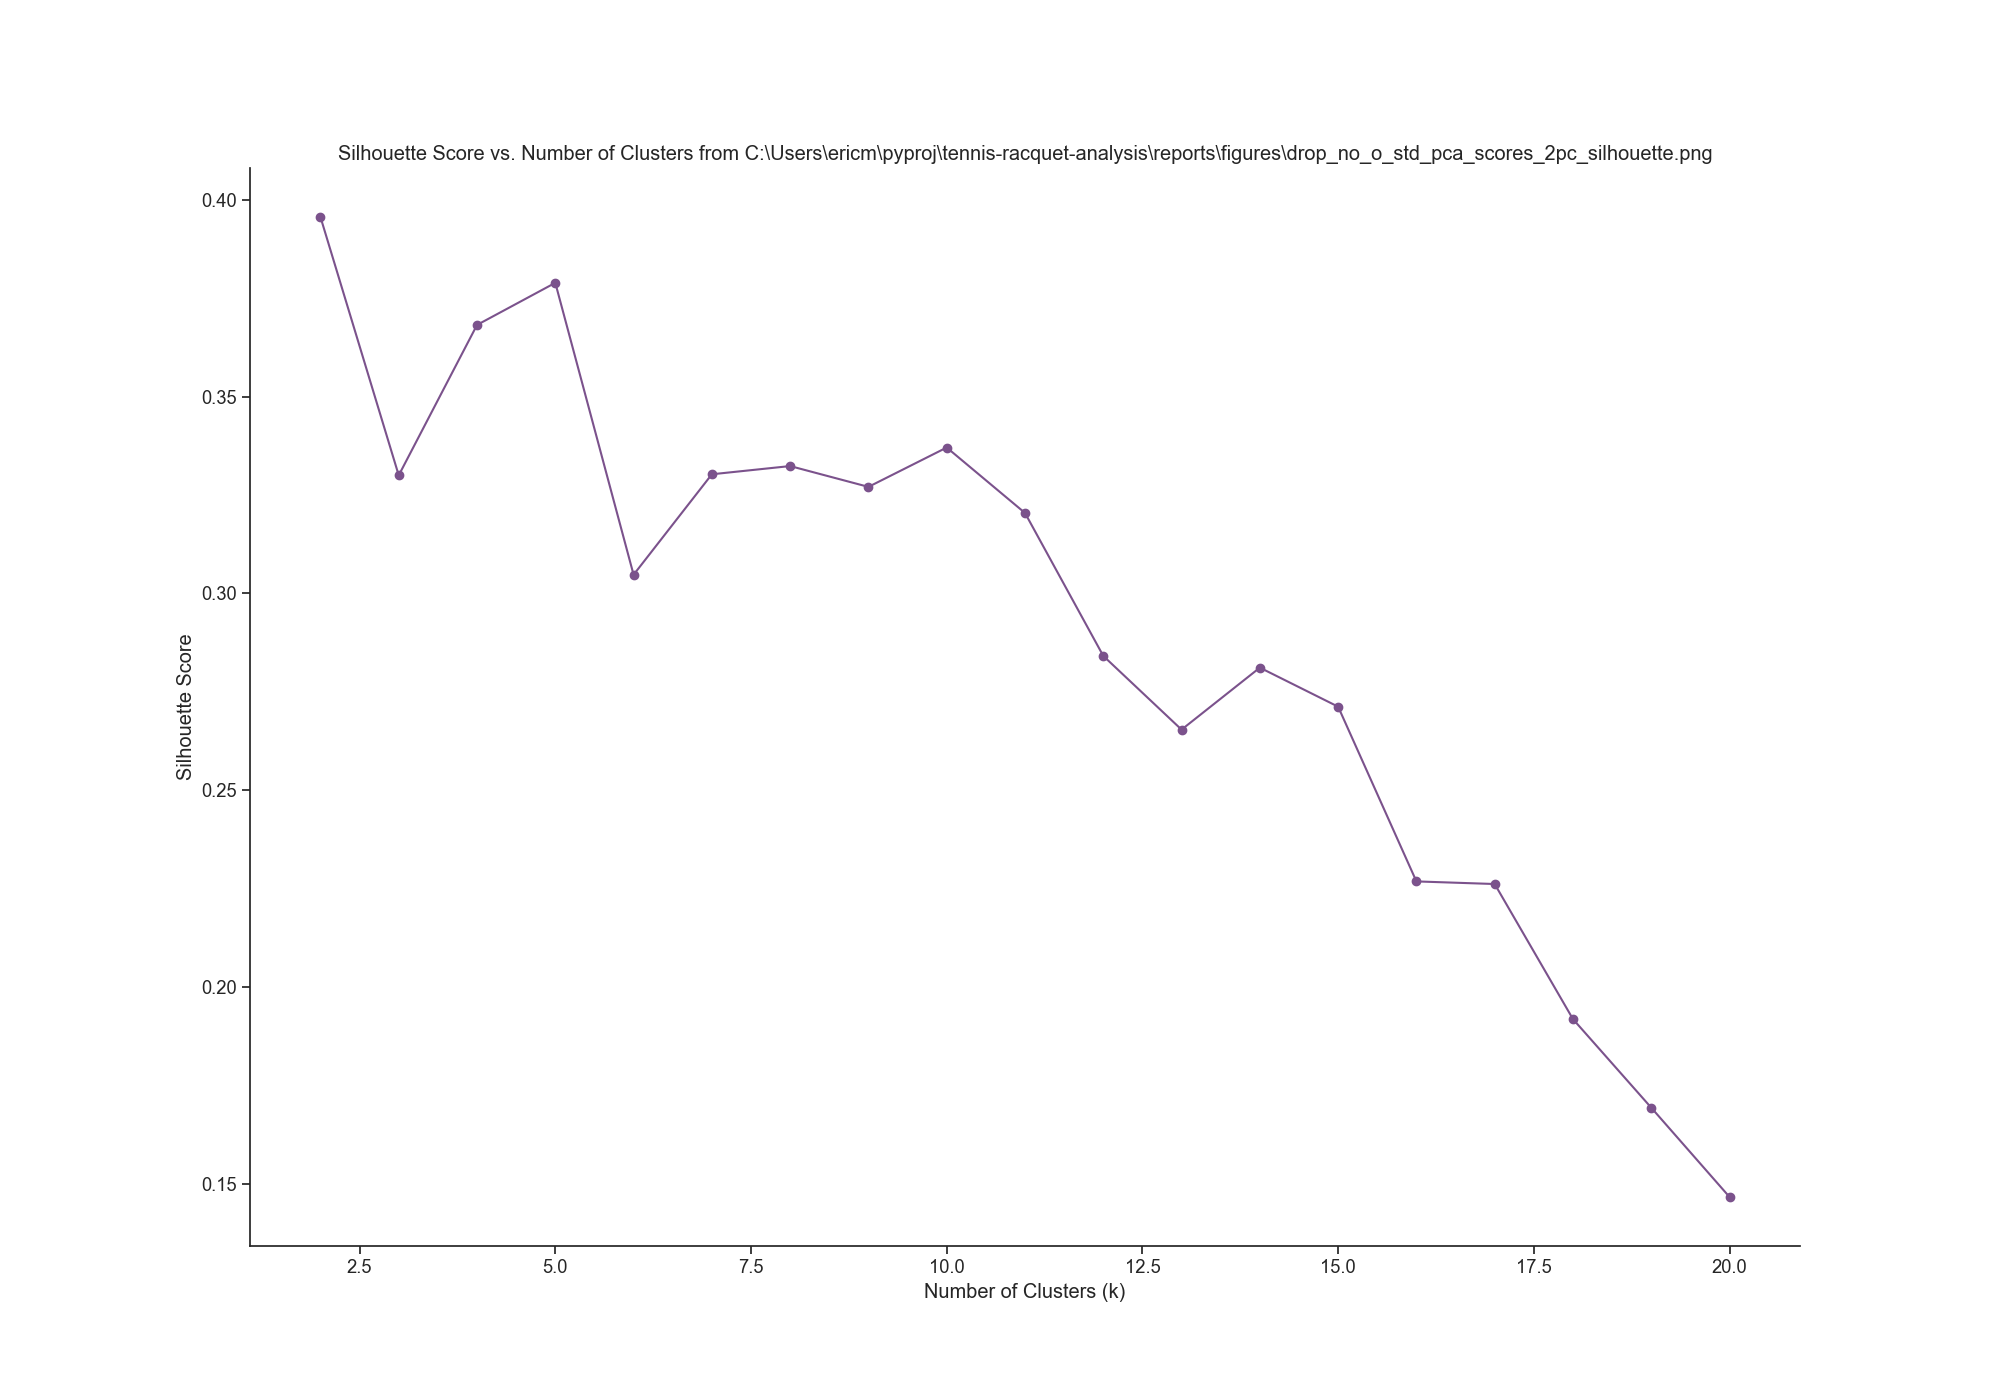 Silhouette Score vs. Number of Clusters from C:\Users\ericm\pyproj\tennis-racquet-analysis\reports\figures\drop_no_o_std_pca_scores_2pc_silhouette.png
0.40
0.35
0.30
0.25
0.20
0.15
Silhouette Score
2.5 5.0 7.5 10.0 12.5 15.0 17.5 20.0
Number of Clusters (k)